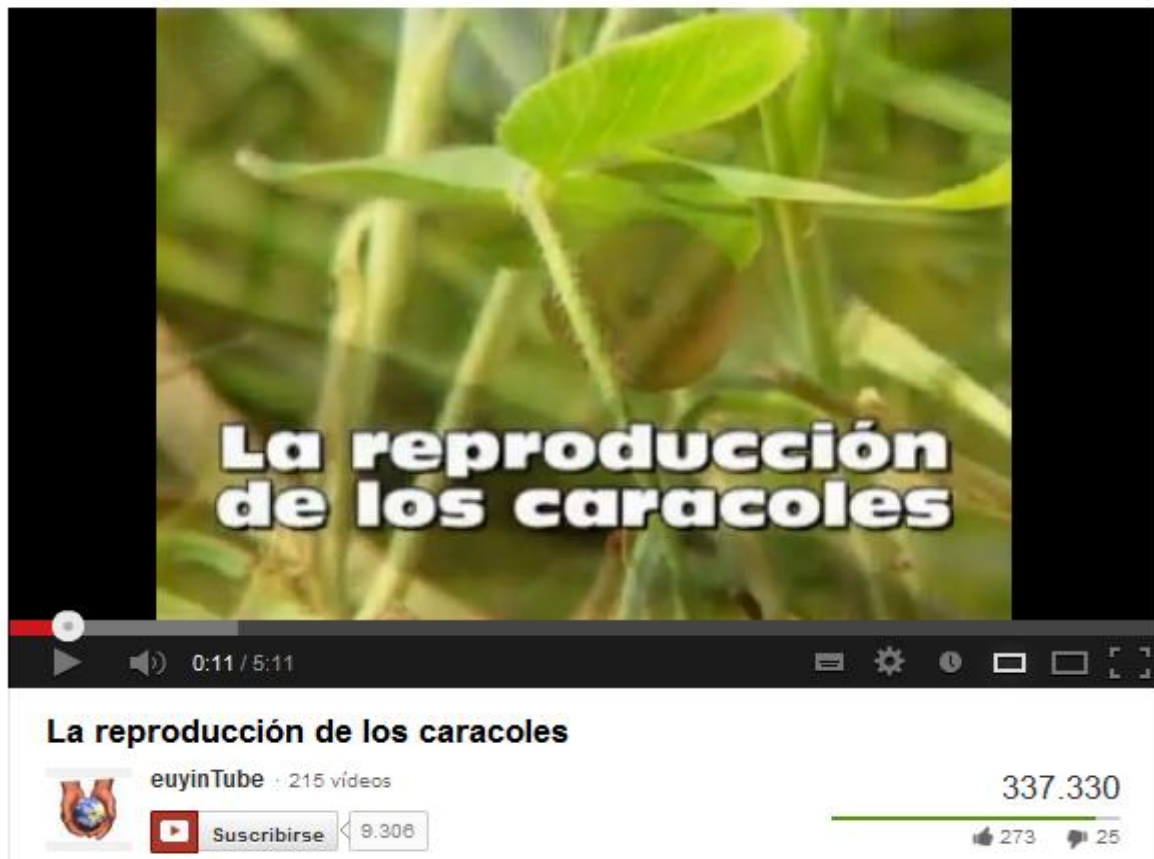 La reproducción
de los caracoles
0:11 / 5:11
La reproducción de los caracoles
euyinTube · 215 vídeos
337.330
Suscribirse 9.306
273 25